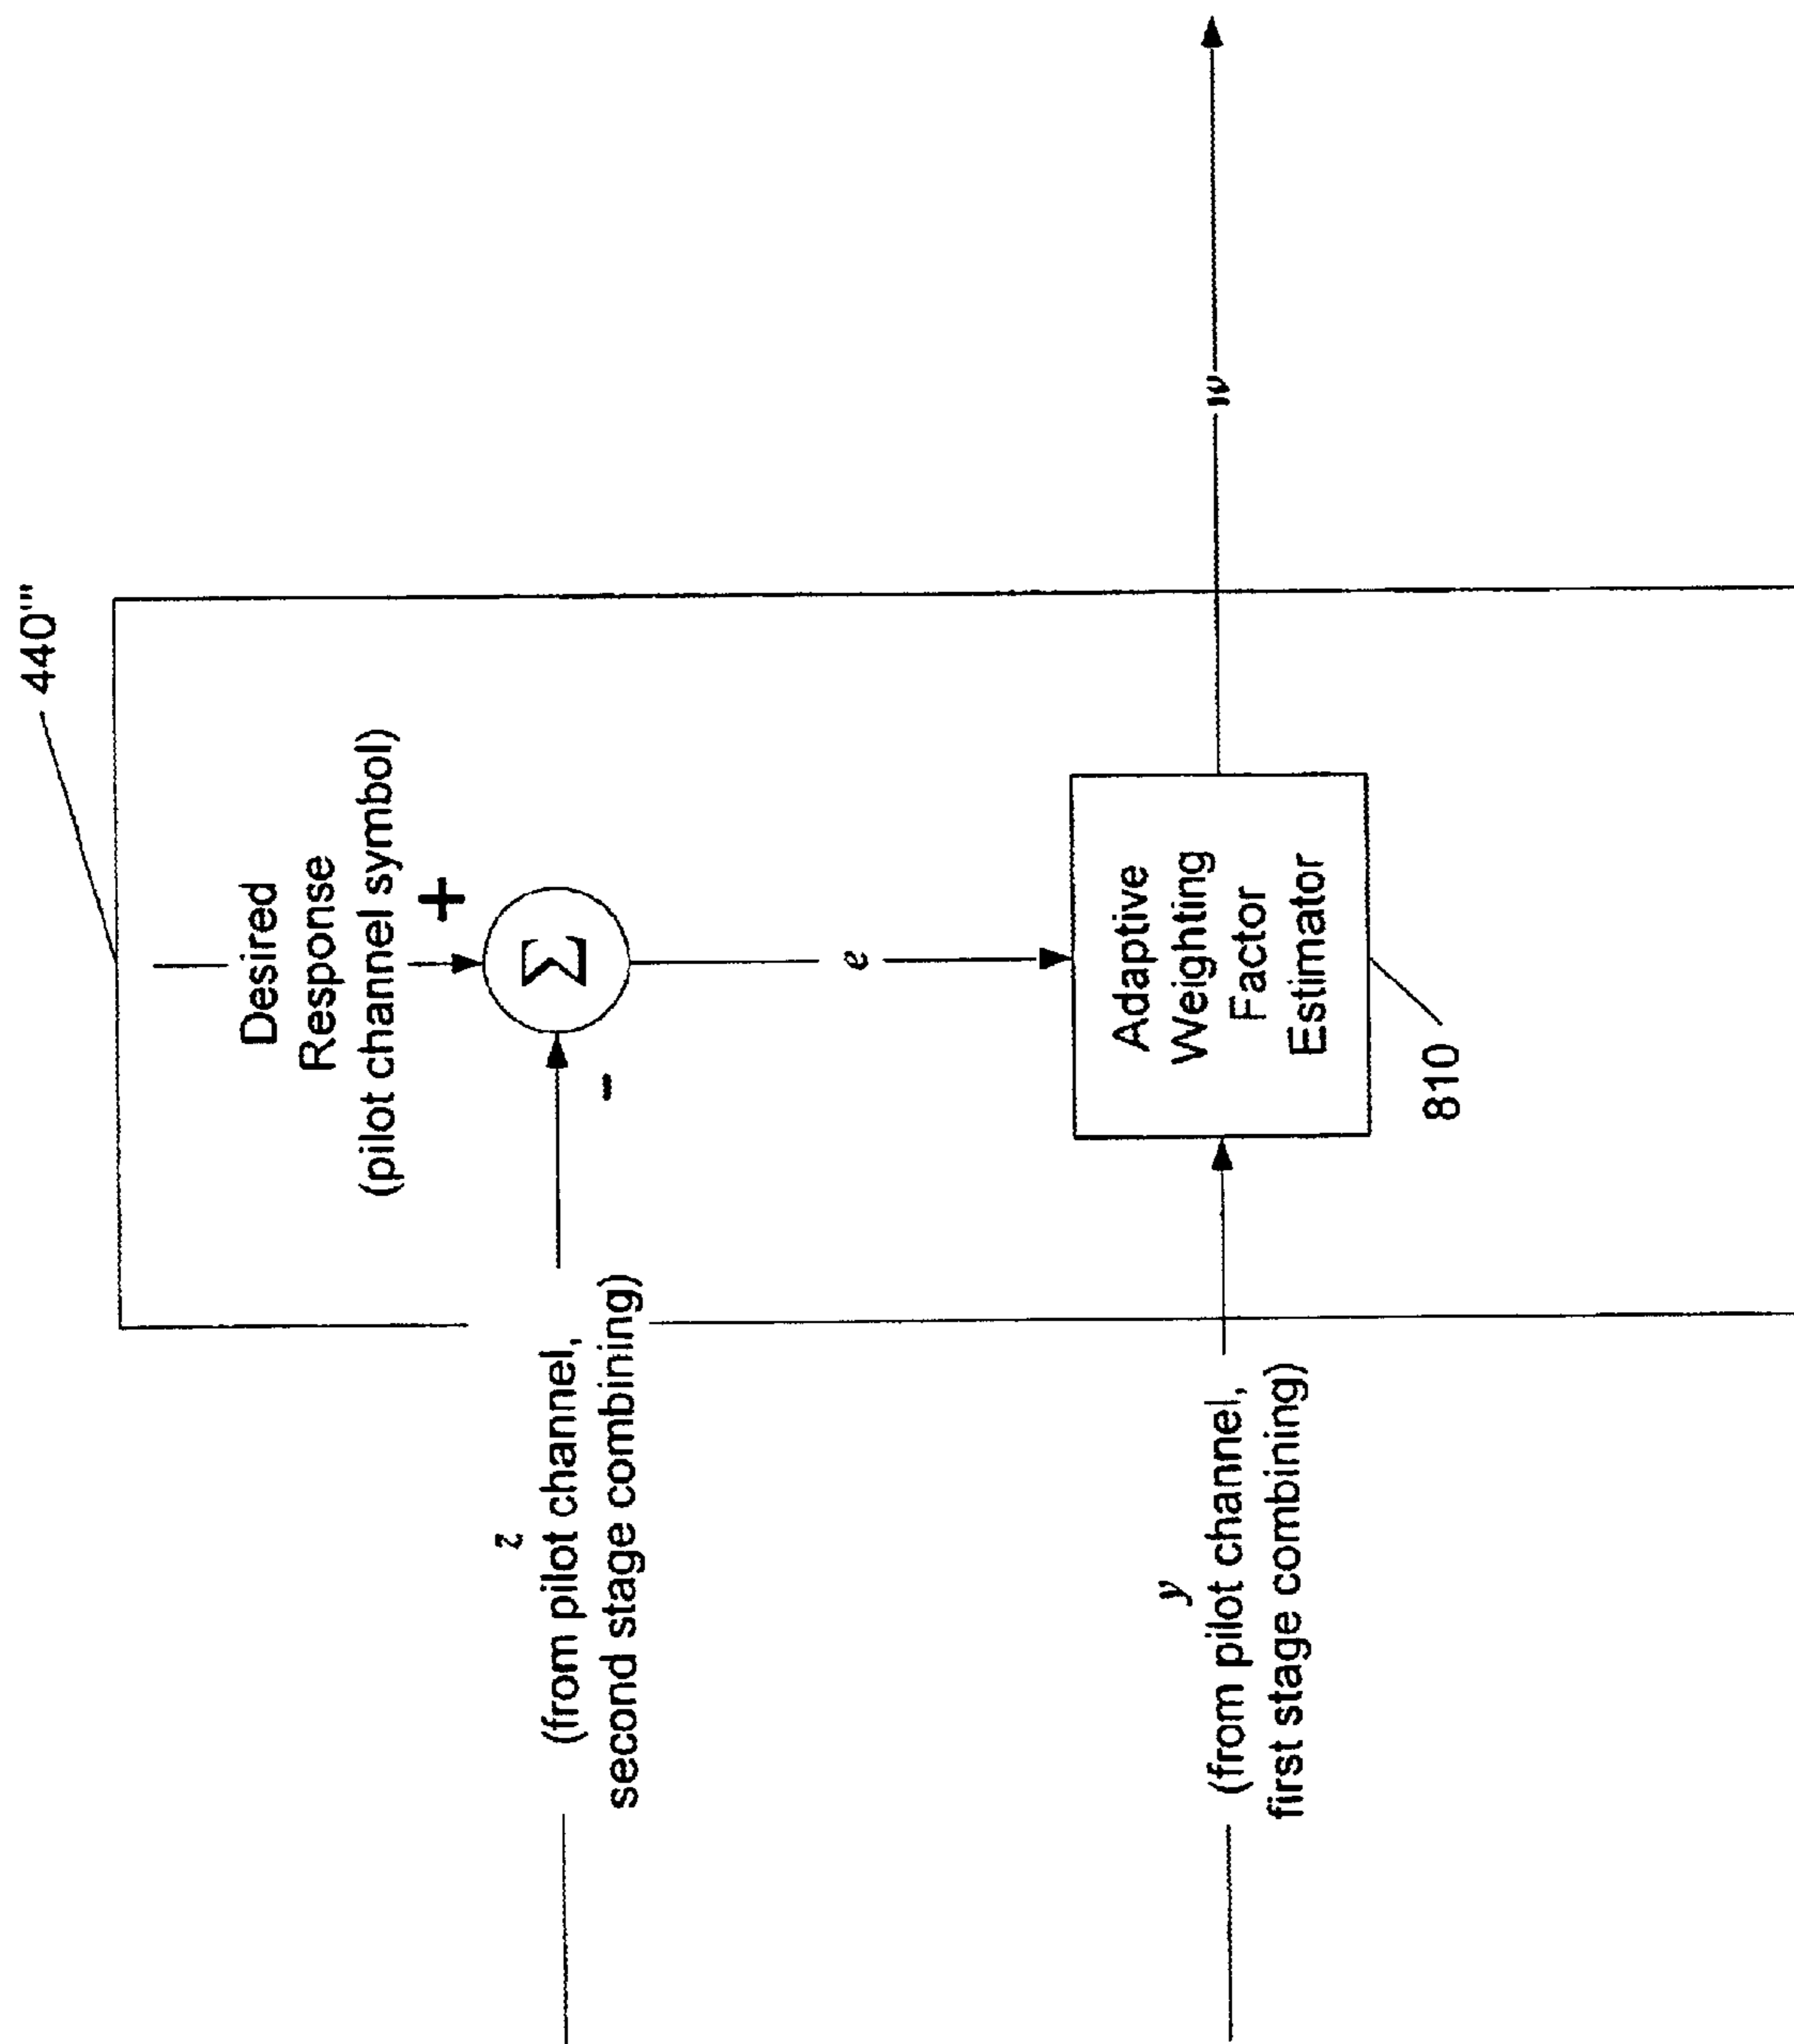 440'''
Desired
Response
(pilot channel symbol)
+
Σ
-
z
(from pilot channel,
second stage combining)
e
y
(from pilot channel,
first stage combining)
Adaptive
Weighting
Factor
Estimator
810
w